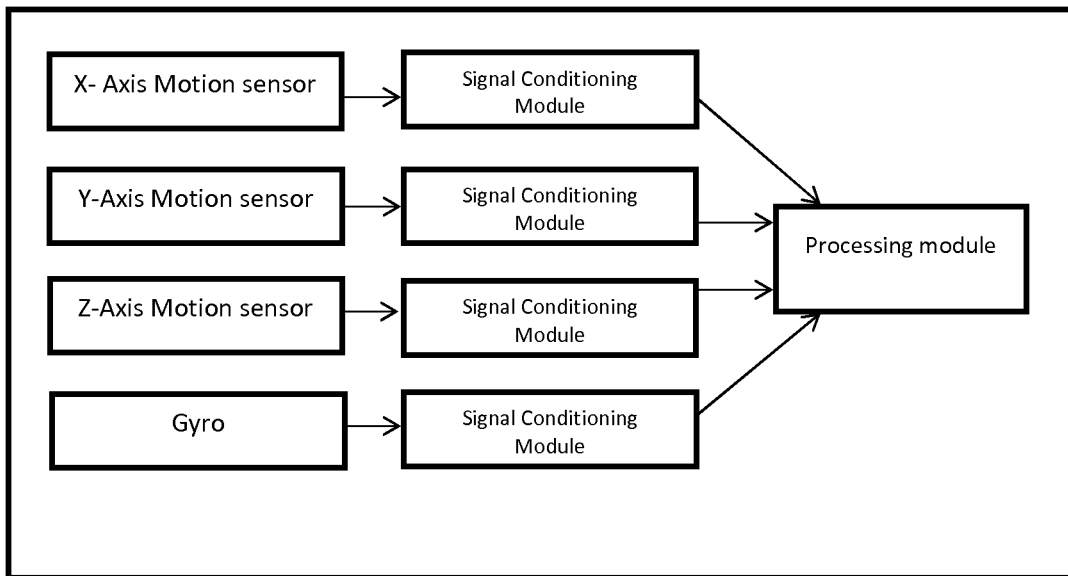 X- Axis Motion sensor
Signal Conditioning
Module
Y-Axis Motion sensor
Signal Conditioning
Module
Processing module
Z-Axis Motion sensor
Signal Conditioning
Module
Gyro
Signal Conditioning
Module